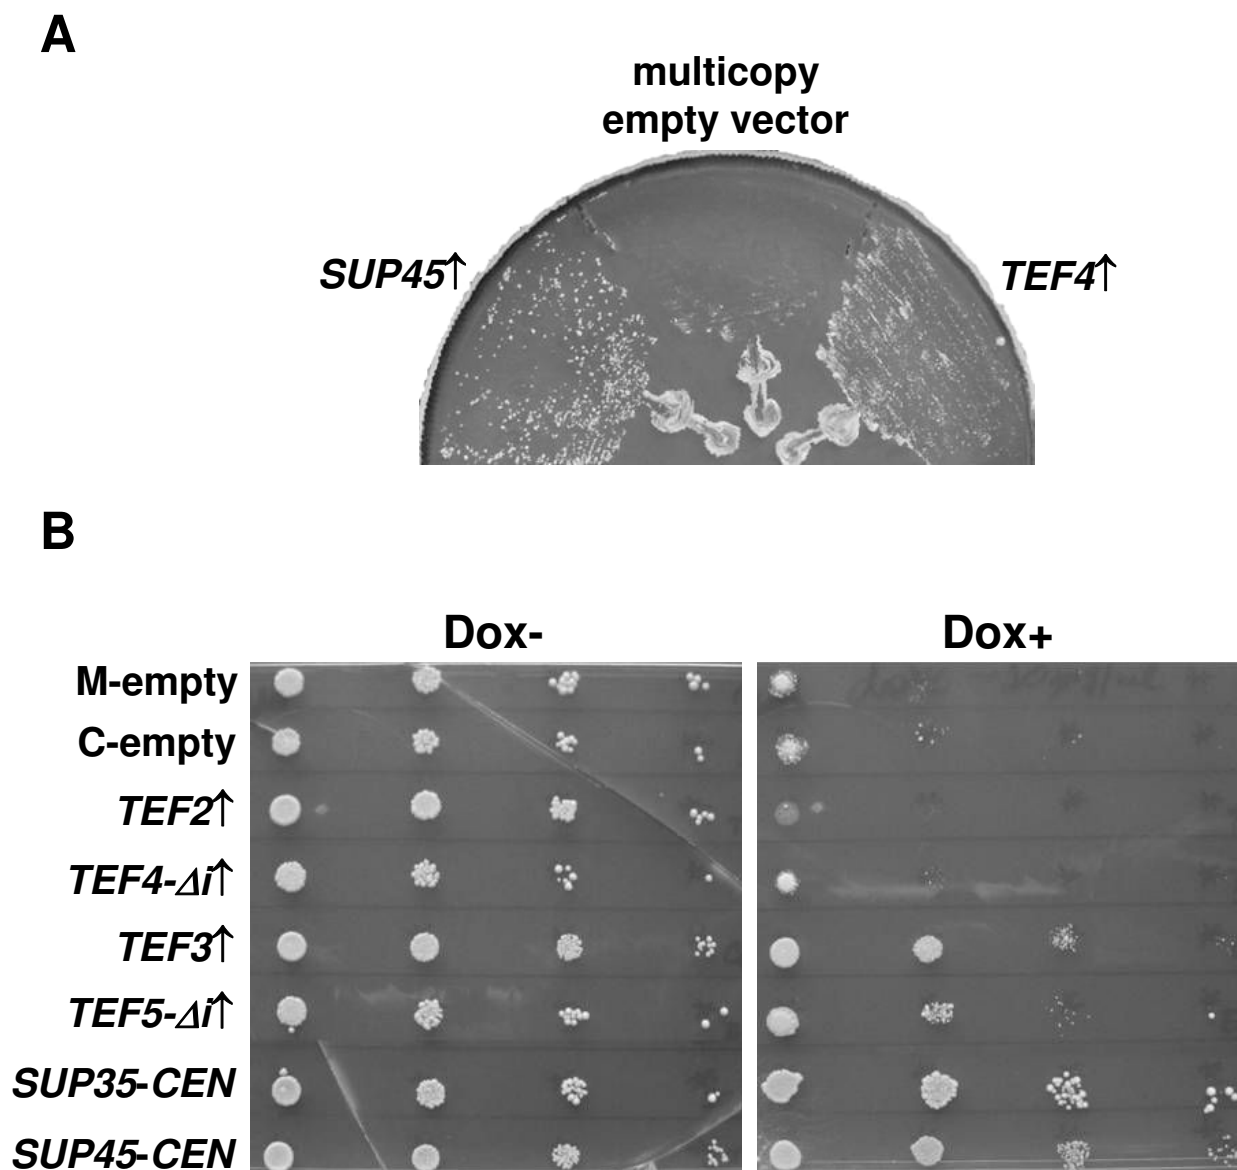 A
multicopy
empty vector
SUP45↑
TEF4↑
B
Dox-
Dox+
M-empty
C-empty
TEF2↑
TEF4-Δi↑
TEF3↑
TEF5-Δi↑
SUP35-CEN
SUP45-CEN